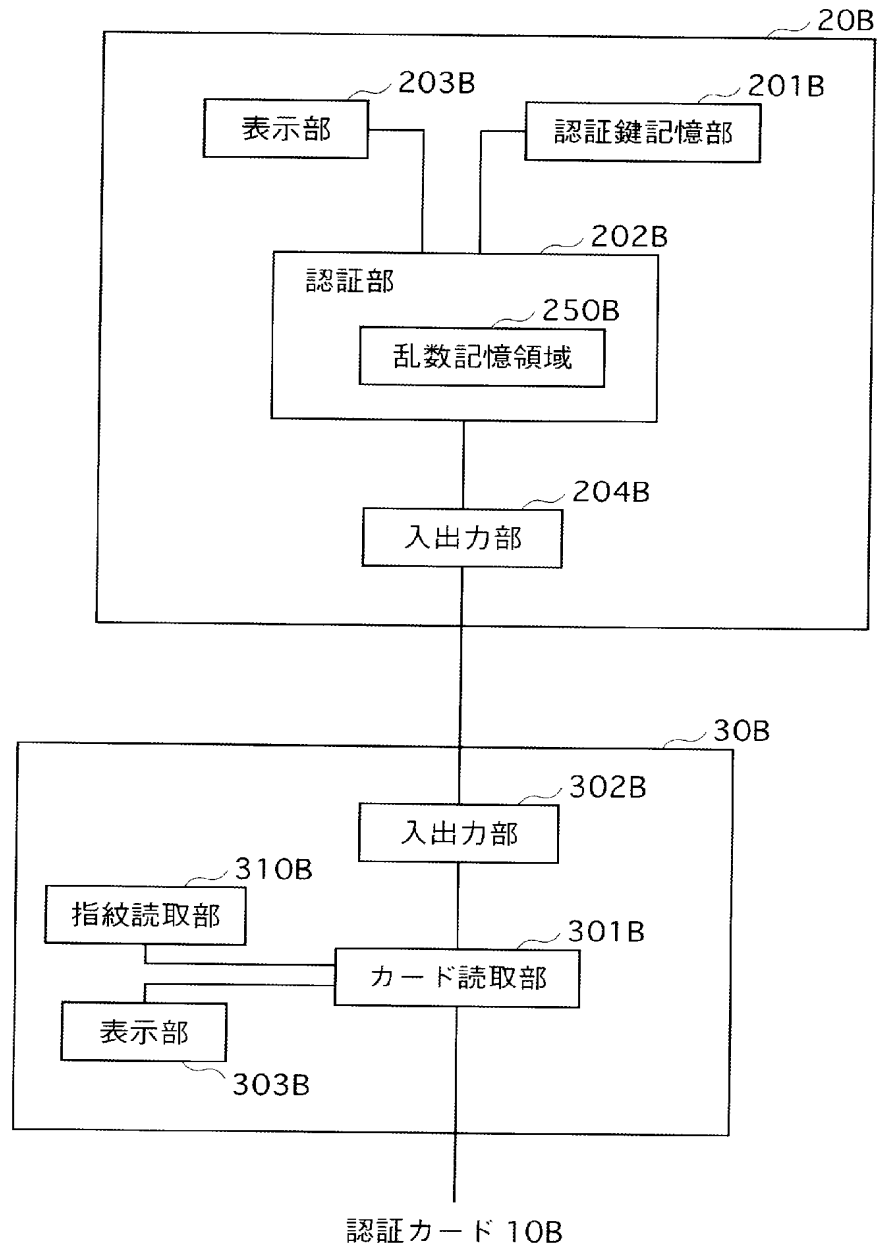 20B
203B
201B
表示部
認証鍵記憶部
202B
認証部
250B
乱数記憶領域
204B
入出力部
30B
302B
入出力部
310B
指紋読取部
301B
カード読取部
表示部
303B
認証カード 10B